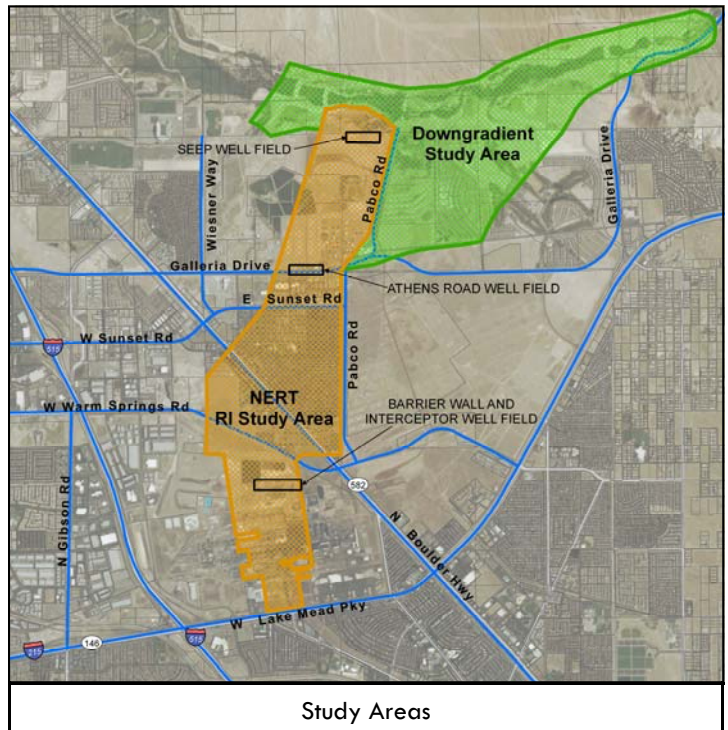 Downgradient
Study Area
SEEP WELL FIELD
Wiesner Way
Pabco Rd
Galleria Drive
Galleria Drive
ATHENS ROAD WELL FIELD
E Sunset Rd
W Sunset Rd
515
Pabco Rd
BARRIER WALL AND
INTERCEPTOR WELL FIELD
NERT
RI Study Area
W Warm Springs Rd
N Gibson Rd
582
N Boulder Hwy
W Lake Mead Pky
515
146
215
Study Areas